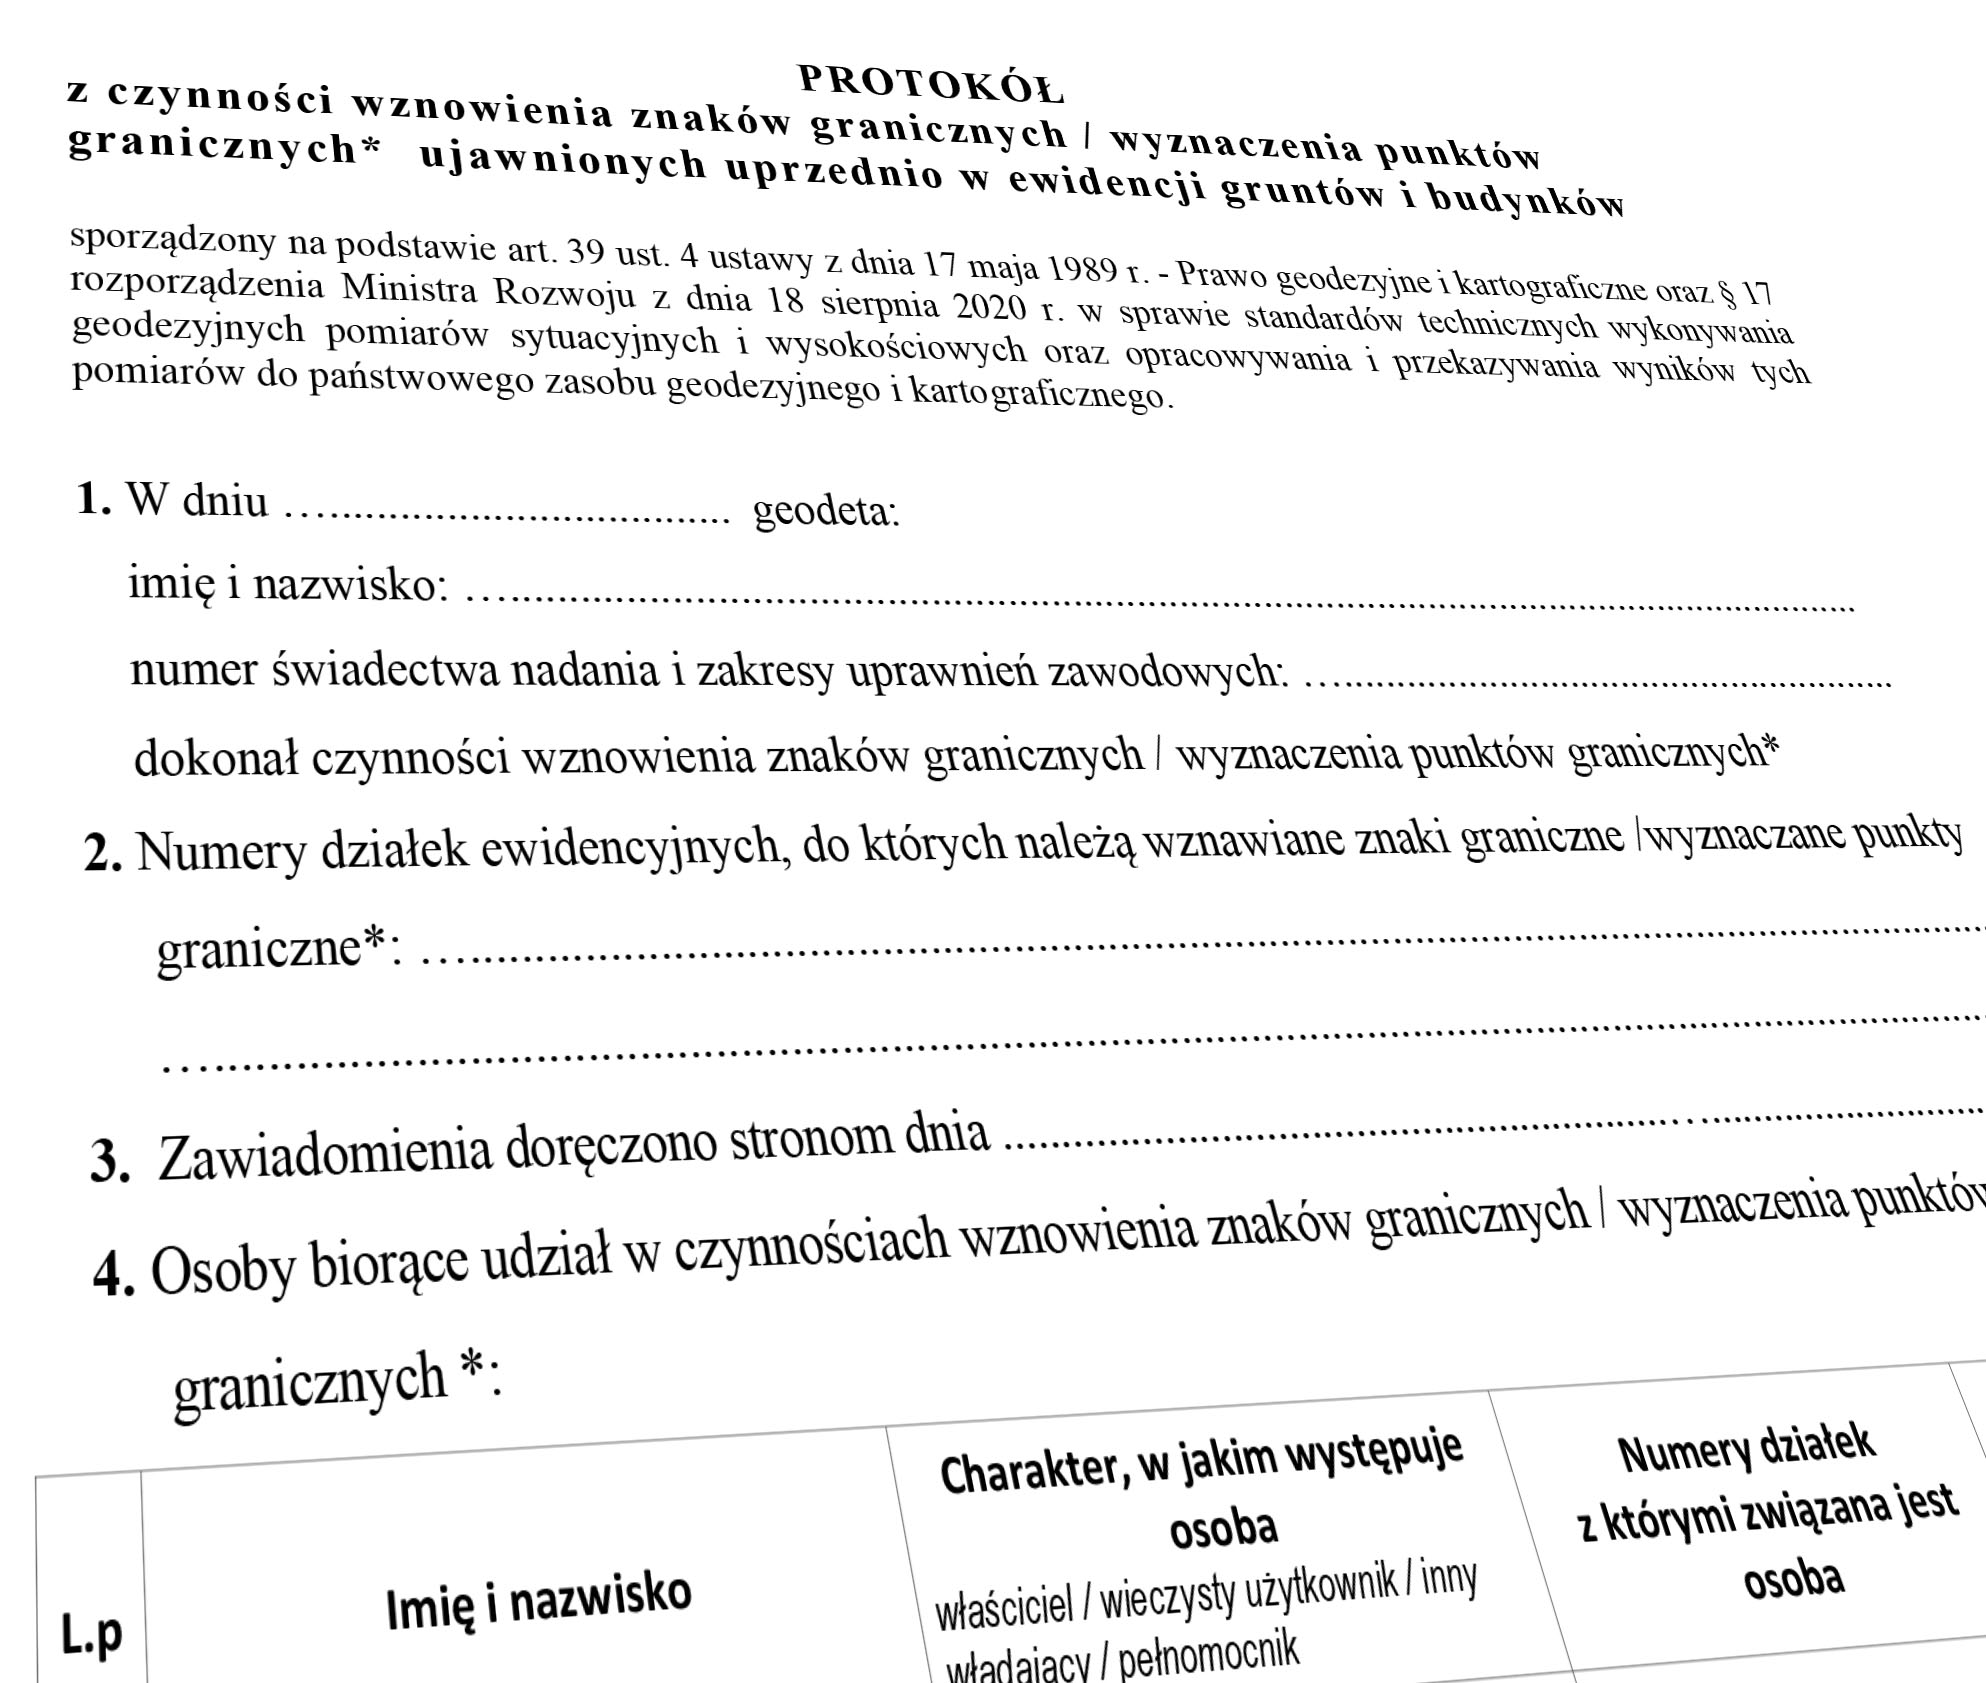 PROTOKÓŁ
z czynności wznowienia znaków granicznych / wyznaczenia punktów
granicznych* ujawnionych uprzednio w ewidencji gruntów i budynków
sporządzony na podstawie art. 39 ust. 4 ustawy z dnia 17 maja 1989 r. - Prawo geodezyjne i kartograficzne oraz § 17
rozporządzenia Ministra Rozwoju z dnia 18 sierpnia 2020 r. w sprawie standardów technicznych wykonywania
geodezyjnych pomiarów sytuacyjnych i wysokościowych oraz opracowywania i przekazywania wyników tych
pomiarów do państwowego zasobu geodezyjnego i kartograficznego.
1. W dniu …................................. geodeta:
imię i nazwisko: …....................................................................................................................
numer świadectwa nadania i zakresy uprawnień zawodowych: ….....................................................
dokonał czynności wznowienia znaków granicznych / wyznaczenia punktów granicznych*
2. Numery działek ewidencyjnych, do których należą wznawiane znaki graniczne /wyznaczane punkty
graniczne*: ….......................................................................................................................
….......................................................................................................................................
3. Zawiadomienia doręczono stronom dnia .......................................................................................
4. Osoby biorące udział w czynnościach wznowienia znaków granicznych / wyznaczenia punktów
granicznych *:
L.p
Imię i nazwisko
Charakter, w jakim występuje
osoba
właściciel / wieczysty użytkownik / inny
władający / pełnomocnik
Numery działek
z którymi związana jest
osoba